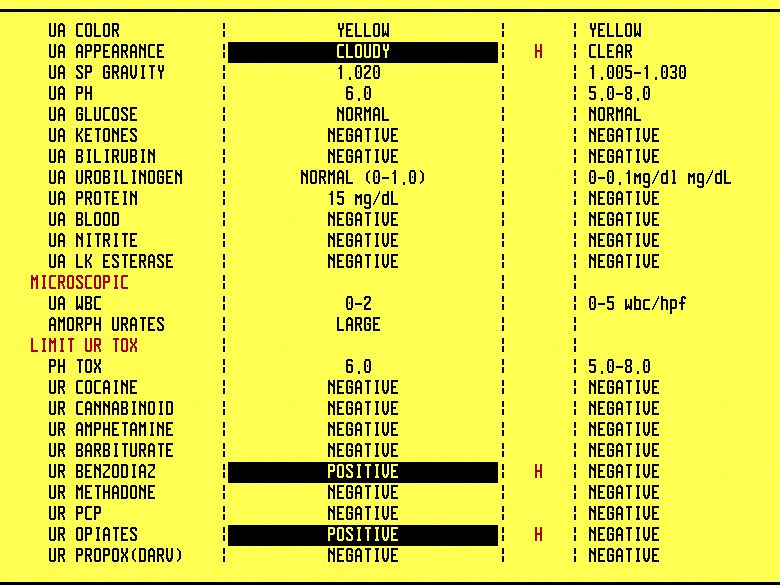 UA COLOR ¦ YELLOW ¦ ¦ YELLOW
UA APPEARANCE ¦ CLOUDY ¦ H ¦ CLEAR
UA SP GRAVITY ¦ 1.020 ¦ ¦ 1.005-1.030
UA PH ¦ 6.0 ¦ ¦ 5.0-8.0
UA GLUCOSE ¦ NORMAL ¦ ¦ NORMAL
UA KETONES ¦ NEGATIVE ¦ ¦ NEGATIVE
UA BILIRUBIN ¦ NEGATIVE ¦ ¦ NEGATIVE
UA UROBILINOGEN ¦ NORMAL (0-1.0) ¦ ¦ 0-0.1mg/dl mg/dL
UA PROTEIN ¦ 15 mg/dL ¦ ¦ NEGATIVE
UA BLOOD ¦ NEGATIVE ¦ ¦ NEGATIVE
UA NITRITE ¦ NEGATIVE ¦ ¦ NEGATIVE
UA LK ESTERASE ¦ NEGATIVE ¦ ¦ NEGATIVE
MICROSCOPIC ¦ ¦ ¦
UA WBC ¦ 0-2 ¦ ¦ 0-5 wbc/hpf
AMORPH URATES ¦ LARGE ¦ ¦
LIMIT UR TOX ¦ ¦ ¦
PH TOX ¦ 6.0 ¦ ¦ 5.0-8.0
UR COCAINE ¦ NEGATIVE ¦ ¦ NEGATIVE
UR CANNABINOID ¦ NEGATIVE ¦ ¦ NEGATIVE
UR AMPHETAMINE ¦ NEGATIVE ¦ ¦ NEGATIVE
UR BARBITURATE ¦ NEGATIVE ¦ ¦ NEGATIVE
UR BENZODIAZ ¦ POSITIVE ¦ H ¦ NEGATIVE
UR METHADONE ¦ NEGATIVE ¦ ¦ NEGATIVE
UR PCP ¦ NEGATIVE ¦ ¦ NEGATIVE
UR OPIATES ¦ POSITIVE ¦ H ¦ NEGATIVE
UR PROPOX(DARV) ¦ NEGATIVE ¦ ¦ NEGATIVE